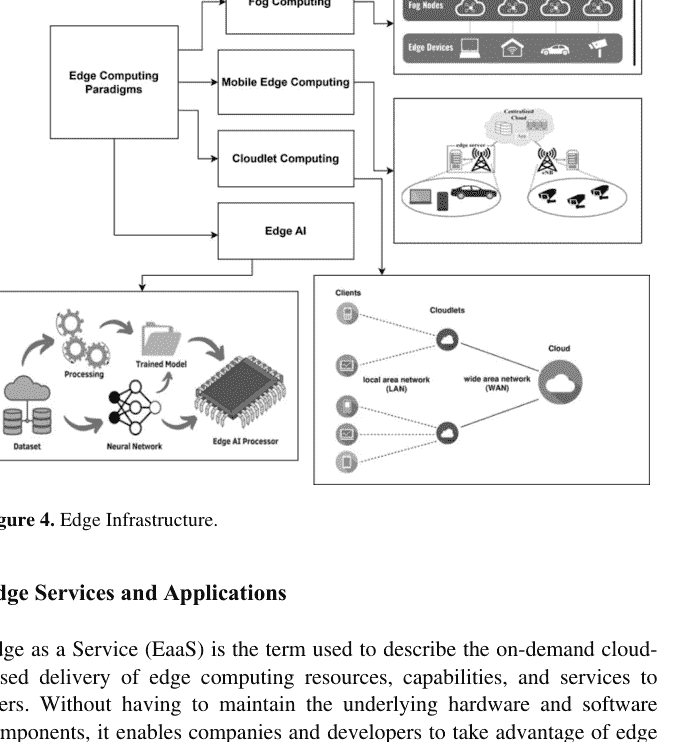 Fog Computing
Fog Nodes
Edge Devices
Edge Computing
Paradigms
Mobile Edge Computing
Centralized
Cloud
edge server
eNB
Cloudlet Computing
Edge AI
Clients
Cloudlets
Cloud
local area network
(LAN)
wide area network
(WAN)
Processing
Trained Model
Dataset
Neural Network
Edge AI Processor
gure 4. Edge Infrastructure.
dge Services and Applications
dge as a Service (EaaS) is the term used to describe the on-demand cloud-
sed delivery of edge computing resources, capabilities, and services to
ers. Without having to maintain the underlying hardware and software
mponents, it enables companies and developers to take advantage of edge